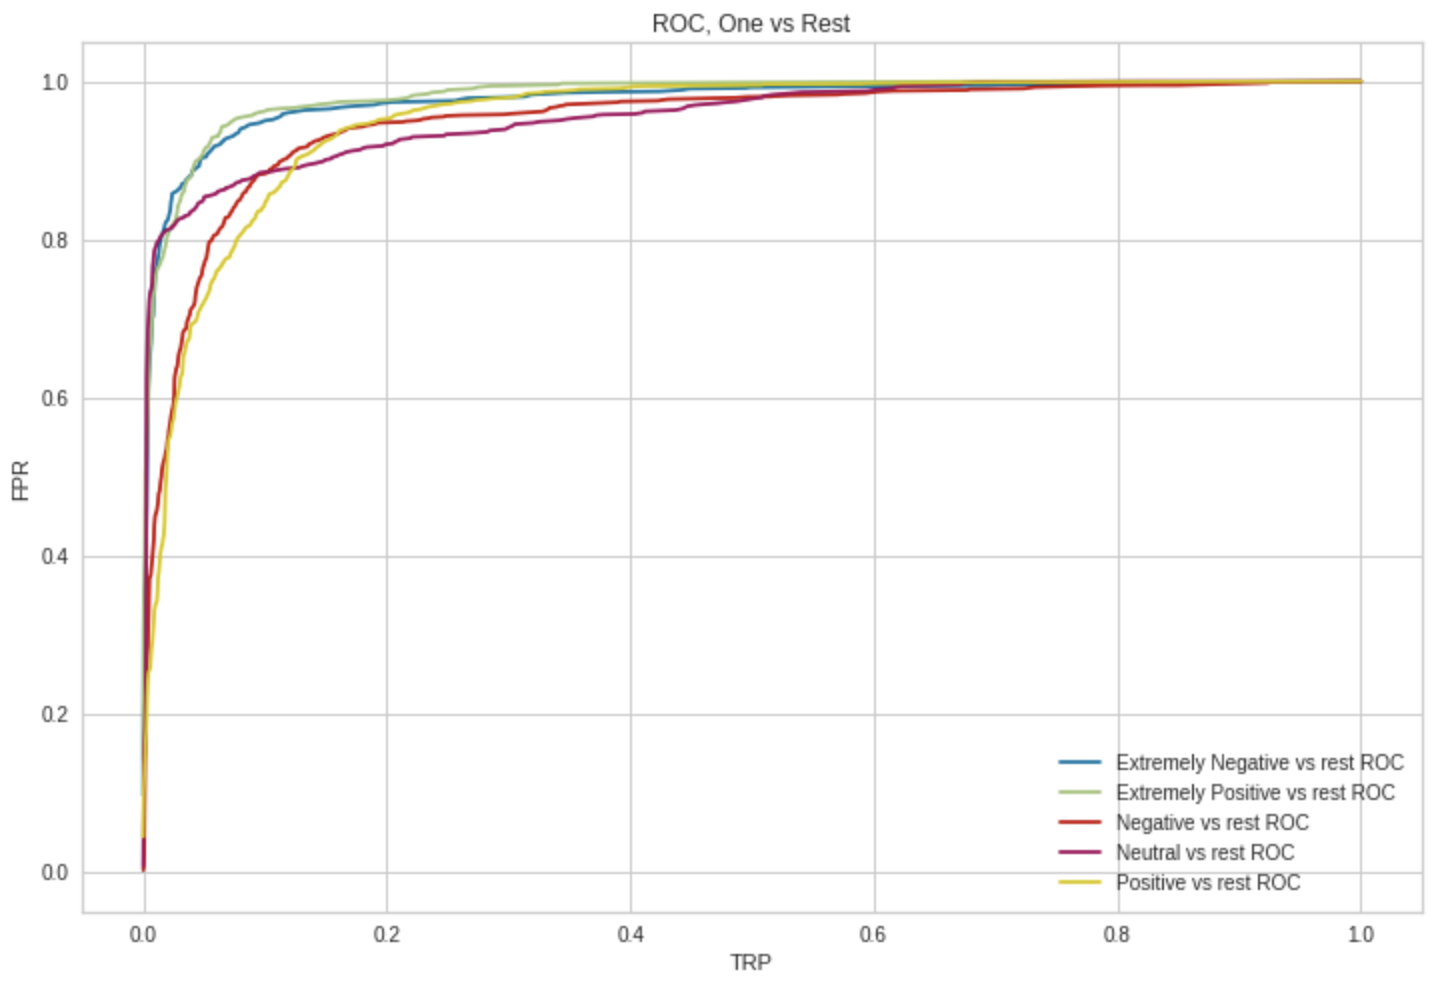 ROC, One vs Rest
1.0
0.8
0.6
0.4
0.2
0.0
FPR
0.0 0.2 0.4 0.6 0.8 1.0
TRP
Extremely Negative vs rest ROC
Extremely Positive vs rest ROC
Negative vs rest ROC
Neutral vs rest ROC
Positive vs rest ROC